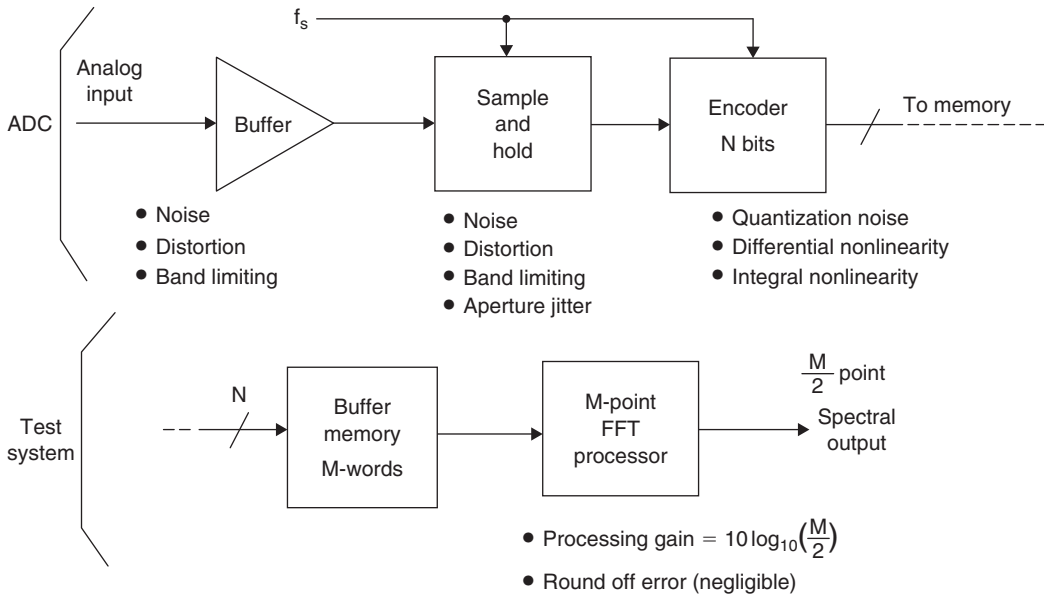 fs
ADC
Analog
input
Buffer
Sample
and
hold
Encoder
N bits
To memory
• Noise
• Distortion
• Band limiting
• Noise
• Distortion
• Band limiting
• Aperture jitter
• Quantization noise
• Differential nonlinearity
• Integral nonlinearity
Test
system
N
Buffer
memory
M-words
M-point
FFT
processor
M/2 point
Spectral
output
• Processing gain = 10 log10(M/2)
• Round off error (negligible)